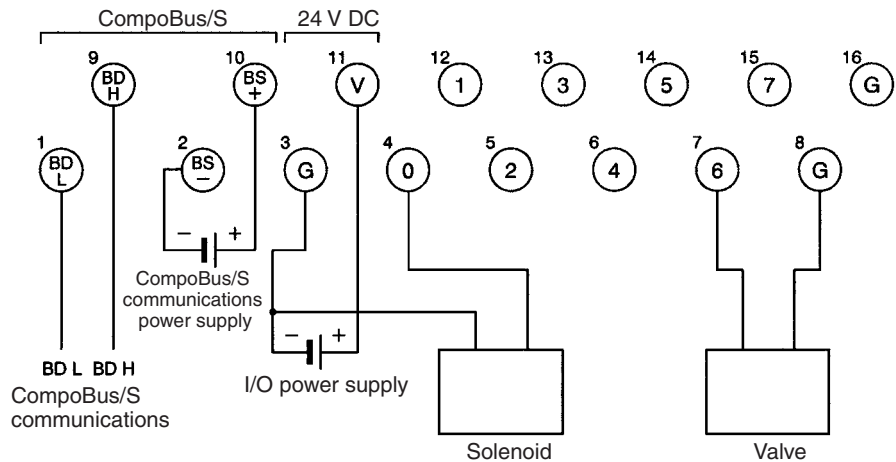 CompoBus/S 24 V DC
9 10 11 12 13 14 15 16
BD H BS + V 1 3 5 7 G
1 2 3 4 5 6 7 8
BD L BS − G 0 2 4 6 G
− +
CompoBus/S
communications
power supply
− +
BD L BD H
I/O power supply
CompoBus/S
communications
Solenoid Valve